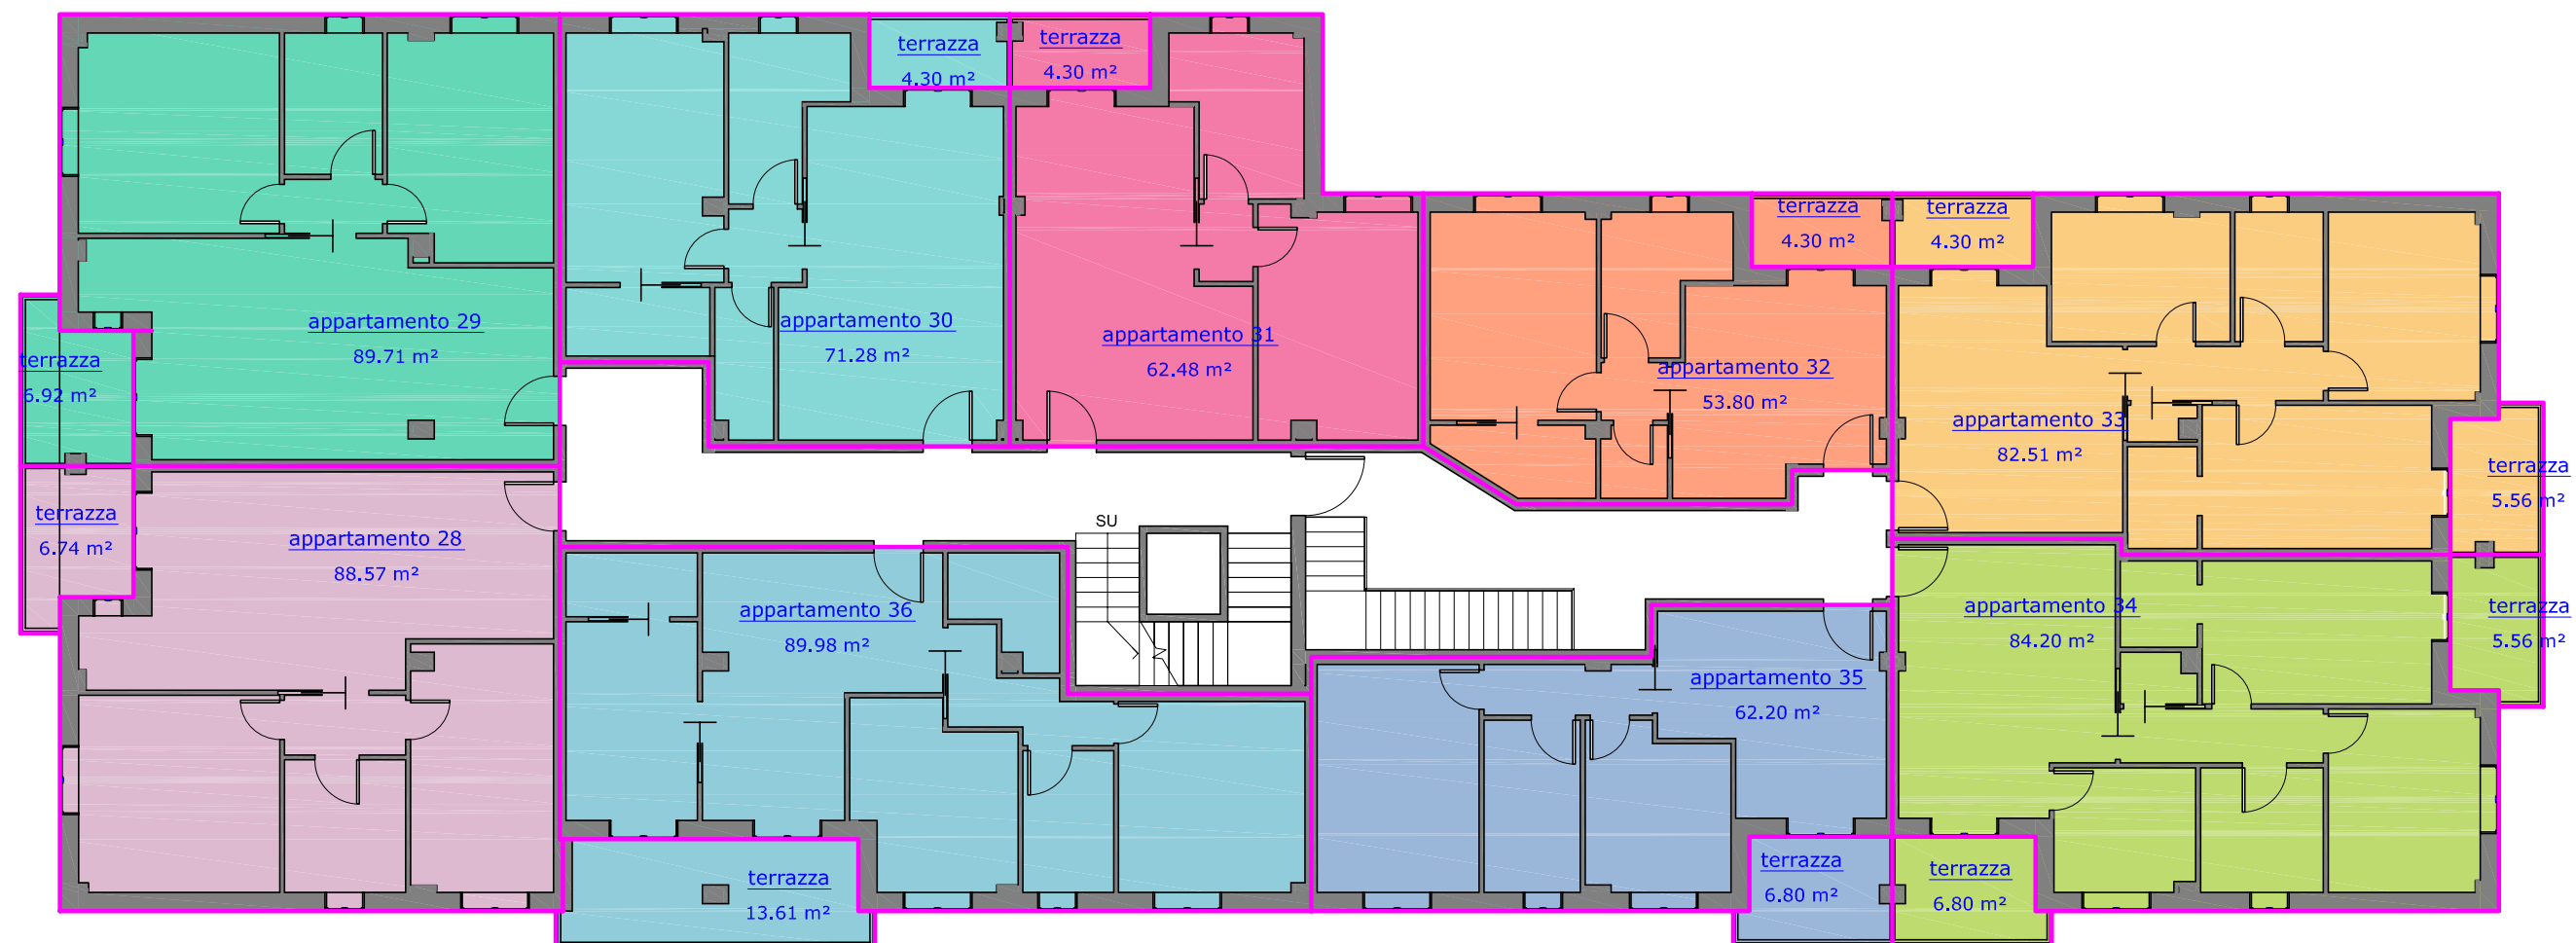 terrazza
4.30 m²
terrazza
4.30 m²
terrazza
4.30 m²
terrazza
4.30 m²
appartamento 29
89.71 m²
appartamento 30
71.28 m²
appartamento 31
62.48 m²
appartamento 32
53.80 m²
appartamento 33
82.51 m²
terrazza
6.92 m²
terrazza
5.56 m²
terrazza
6.74 m²
appartamento 28
88.57 m²
SU
appartamento 36
89.98 m²
appartamento 34
84.20 m²
terrazza
5.56 m²
appartamento 35
62.20 m²
terrazza
13.61 m²
terrazza
6.80 m²
terrazza
6.80 m²